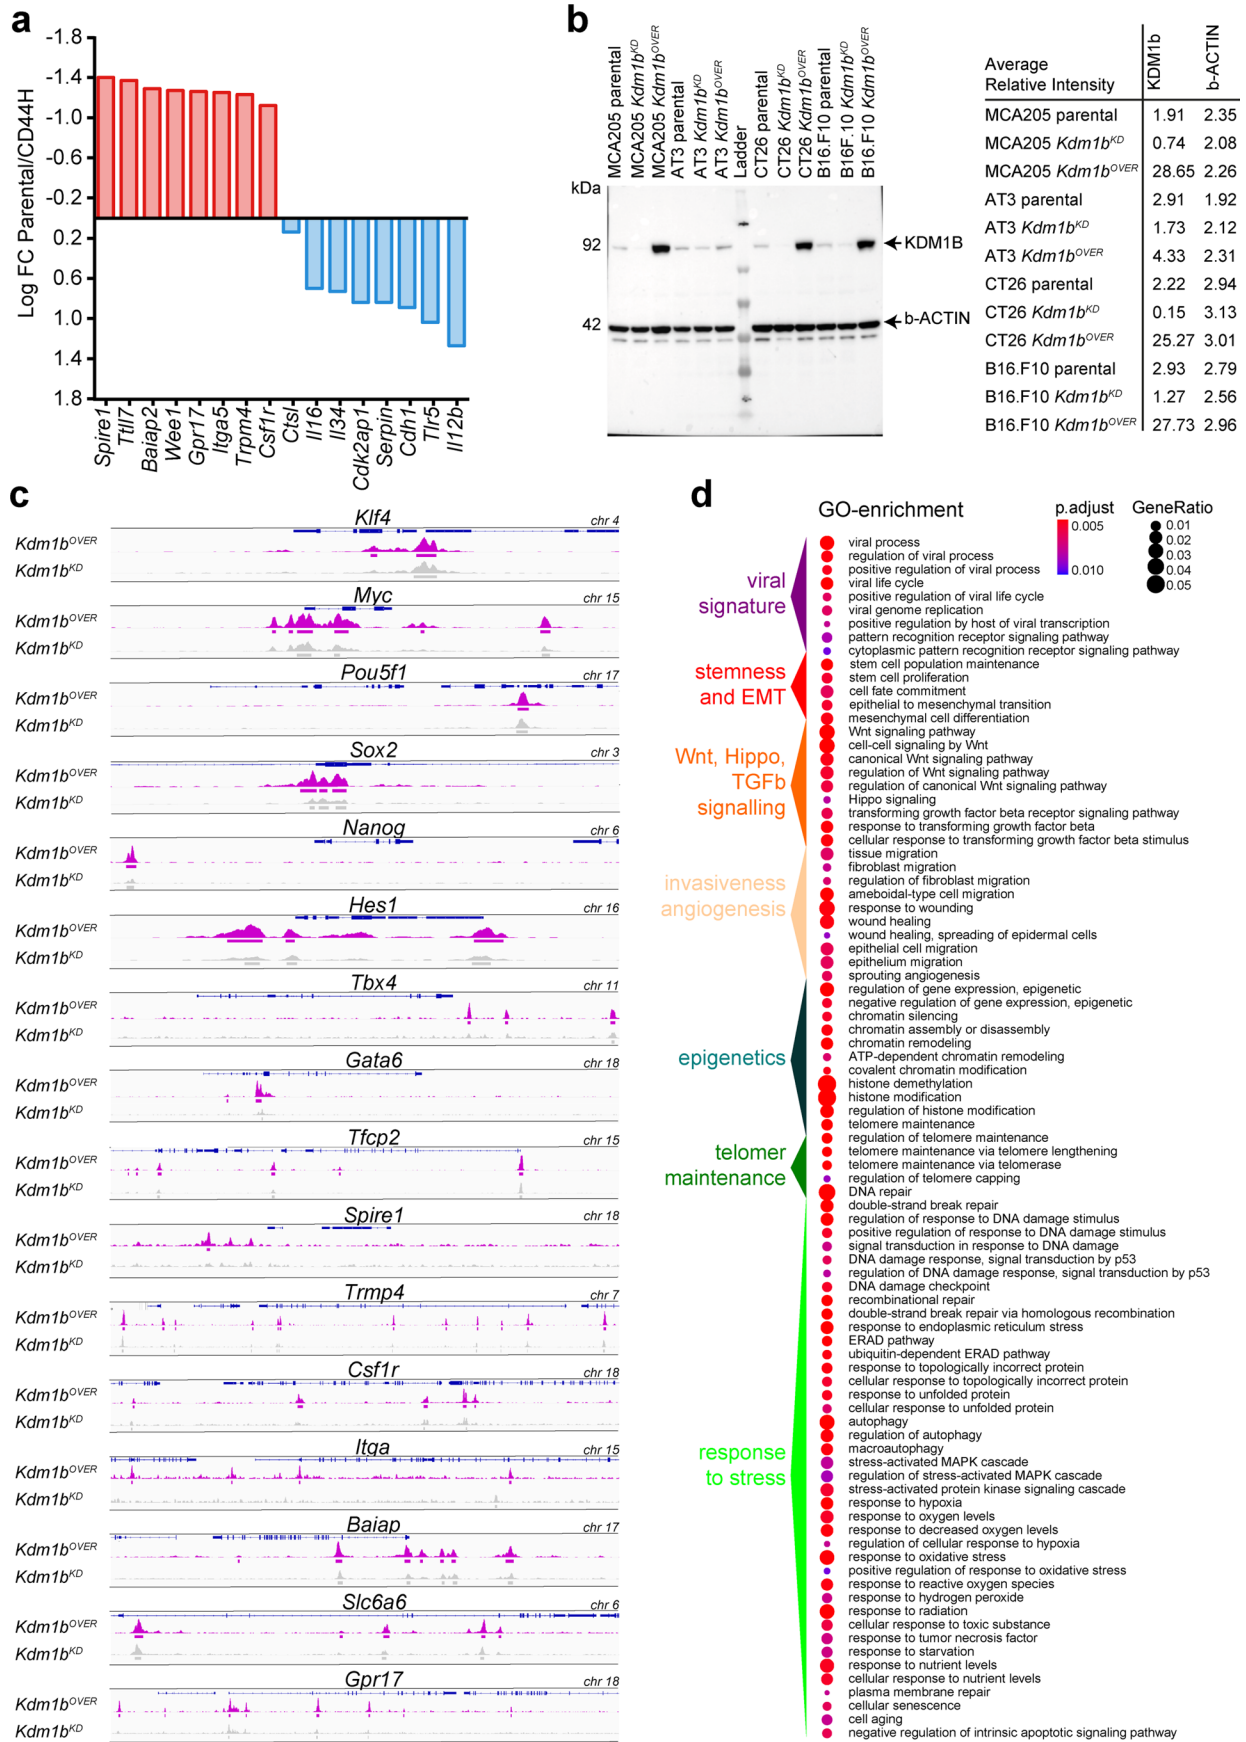 a
Log FC Parental/CD44H
-1.8
-1.4
-1.0
-0.6
-0.2
0.2
0.6
1.0
1.4
1.8
Spire1
Ttll7
Baiap2
Wee1
Gpr17
Itga5
Trpm4
Csf1r
Ctsl
Il16
Il34
Cdk2ap1
Serpin
Cdh1
Tlr5
Il12b
b
MCA205 parental
MCA205 Kdm1bKD
MCA205 Kdm1bOVER
AT3 parental
AT3 Kdm1bKD
AT3 Kdm1bOVER
Ladder
CT26 parental
CT26 Kdm1bKD
CT26 Kdm1bOVER
B16.F10 parental
B16F.10 Kdm1bKD
B16.F10 Kdm1bOVER
kDa
92
42
KDM1B
b-ACTIN
Average
Relative Intensity
KDM1b
b-ACTIN
MCA205 parental 1.91 2.35
MCA205 Kdm1bKD 0.74 2.08
MCA205 Kdm1bOVER 28.65 2.26
AT3 parental 2.91 1.92
AT3 Kdm1bKD 1.73 2.12
AT3 Kdm1bOVER 4.33 2.31
CT26 parental 2.22 2.94
CT26 Kdm1bKD 0.15 3.13
CT26 Kdm1bOVER 25.27 3.01
B16.F10 parental 2.93 2.79
B16.F10 Kdm1bKD 1.27 2.56
B16.F10 Kdm1bOVER 27.73 2.96
c
Klf4 chr 4
Kdm1bOVER
Kdm1bKD
Myc chr 15
Kdm1bOVER
Kdm1bKD
Pou5f1 chr 17
Kdm1bOVER
Kdm1bKD
Sox2 chr 3
Kdm1bOVER
Kdm1bKD
Nanog chr 6
Kdm1bOVER
Kdm1bKD
Hes1 chr 16
Kdm1bOVER
Kdm1bKD
Tbx4 chr 11
Kdm1bOVER
Kdm1bKD
Gata6 chr 18
Kdm1bOVER
Kdm1bKD
Tfcp2 chr 15
Kdm1bOVER
Kdm1bKD
Spire1 chr 18
Kdm1bOVER
Kdm1bKD
Trmp4 chr 7
Kdm1bOVER
Kdm1bKD
Csf1r chr 18
Kdm1bOVER
Kdm1bKD
Itga chr 15
Kdm1bOVER
Kdm1bKD
Baiap chr 17
Kdm1bOVER
Kdm1bKD
Slc6a6 chr 6
Kdm1bOVER
Kdm1bKD
Gpr17 chr 18
Kdm1bOVER
Kdm1bKD
d
GO-enrichment
p.adjust
0.005
0.010
GeneRatio
0.01
0.02
0.03
0.04
0.05
viral
signature
viral process
regulation of viral process
positive regulation of viral process
viral life cycle
positive regulation of viral life cycle
viral genome replication
positive regulation by host of viral transcription
pattern recognition receptor signaling pathway
cytoplasmic pattern recognition receptor signaling pathway
stemness
and EMT
stem cell population maintenance
stem cell proliferation
cell fate commitment
epithelial to mesenchymal transition
mesenchymal cell differentiation
Wnt, Hippo,
TGFb
signalling
Wnt signaling pathway
cell-cell signaling by Wnt
canonical Wnt signaling pathway
regulation of Wnt signaling pathway
regulation of canonical Wnt signaling pathway
Hippo signaling
transforming growth factor beta receptor signaling pathway
response to transforming growth factor beta
cellular response to transforming growth factor beta stimulus
invasiveness
angiogenesis
tissue migration
fibroblast migration
regulation of fibroblast migration
ameboidal-type cell migration
response to wounding
wound healing
wound healing, spreading of epidermal cells
epithelial cell migration
epithelium migration
sprouting angiogenesis
epigenetics
regulation of gene expression, epigenetic
negative regulation of gene expression, epigenetic
chromatin silencing
chromatin assembly or disassembly
chromatin remodeling
ATP-dependent chromatin remodeling
covalent chromatin modification
histone demethylation
histone modification
regulation of histone modification
telomer
maintenance
telomere maintenance
regulation of telomere maintenance
telomere maintenance via telomere lengthening
telomere maintenance via telomerase
regulation of telomere capping
response
to stress
DNA repair
double-strand break repair
regulation of response to DNA damage stimulus
positive regulation of response to DNA damage stimulus
signal transduction in response to DNA damage
DNA damage response, signal transduction by p53
regulation of DNA damage response, signal transduction by p53
DNA damage checkpoint
recombinational repair
double-strand break repair via homologous recombination
response to endoplasmic reticulum stress
ERAD pathway
ubiquitin-dependent ERAD pathway
response to topologically incorrect protein
cellular response to topologically incorrect protein
response to unfolded protein
cellular response to unfolded protein
autophagy
regulation of autophagy
macroautophagy
stress-activated MAPK cascade
regulation of stress-activated MAPK cascade
stress-activated protein kinase signaling cascade
response to hypoxia
response to oxygen levels
response to decreased oxygen levels
regulation of cellular response to hypoxia
response to oxidative stress
positive regulation of response to oxidative stress
response to reactive oxygen species
response to hydrogen peroxide
response to radiation
cellular response to toxic substance
response to tumor necrosis factor
response to starvation
response to nutrient levels
cellular response to nutrient levels
plasma membrane repair
cellular senescence
cell aging
negative regulation of intrinsic apoptotic signaling pathway